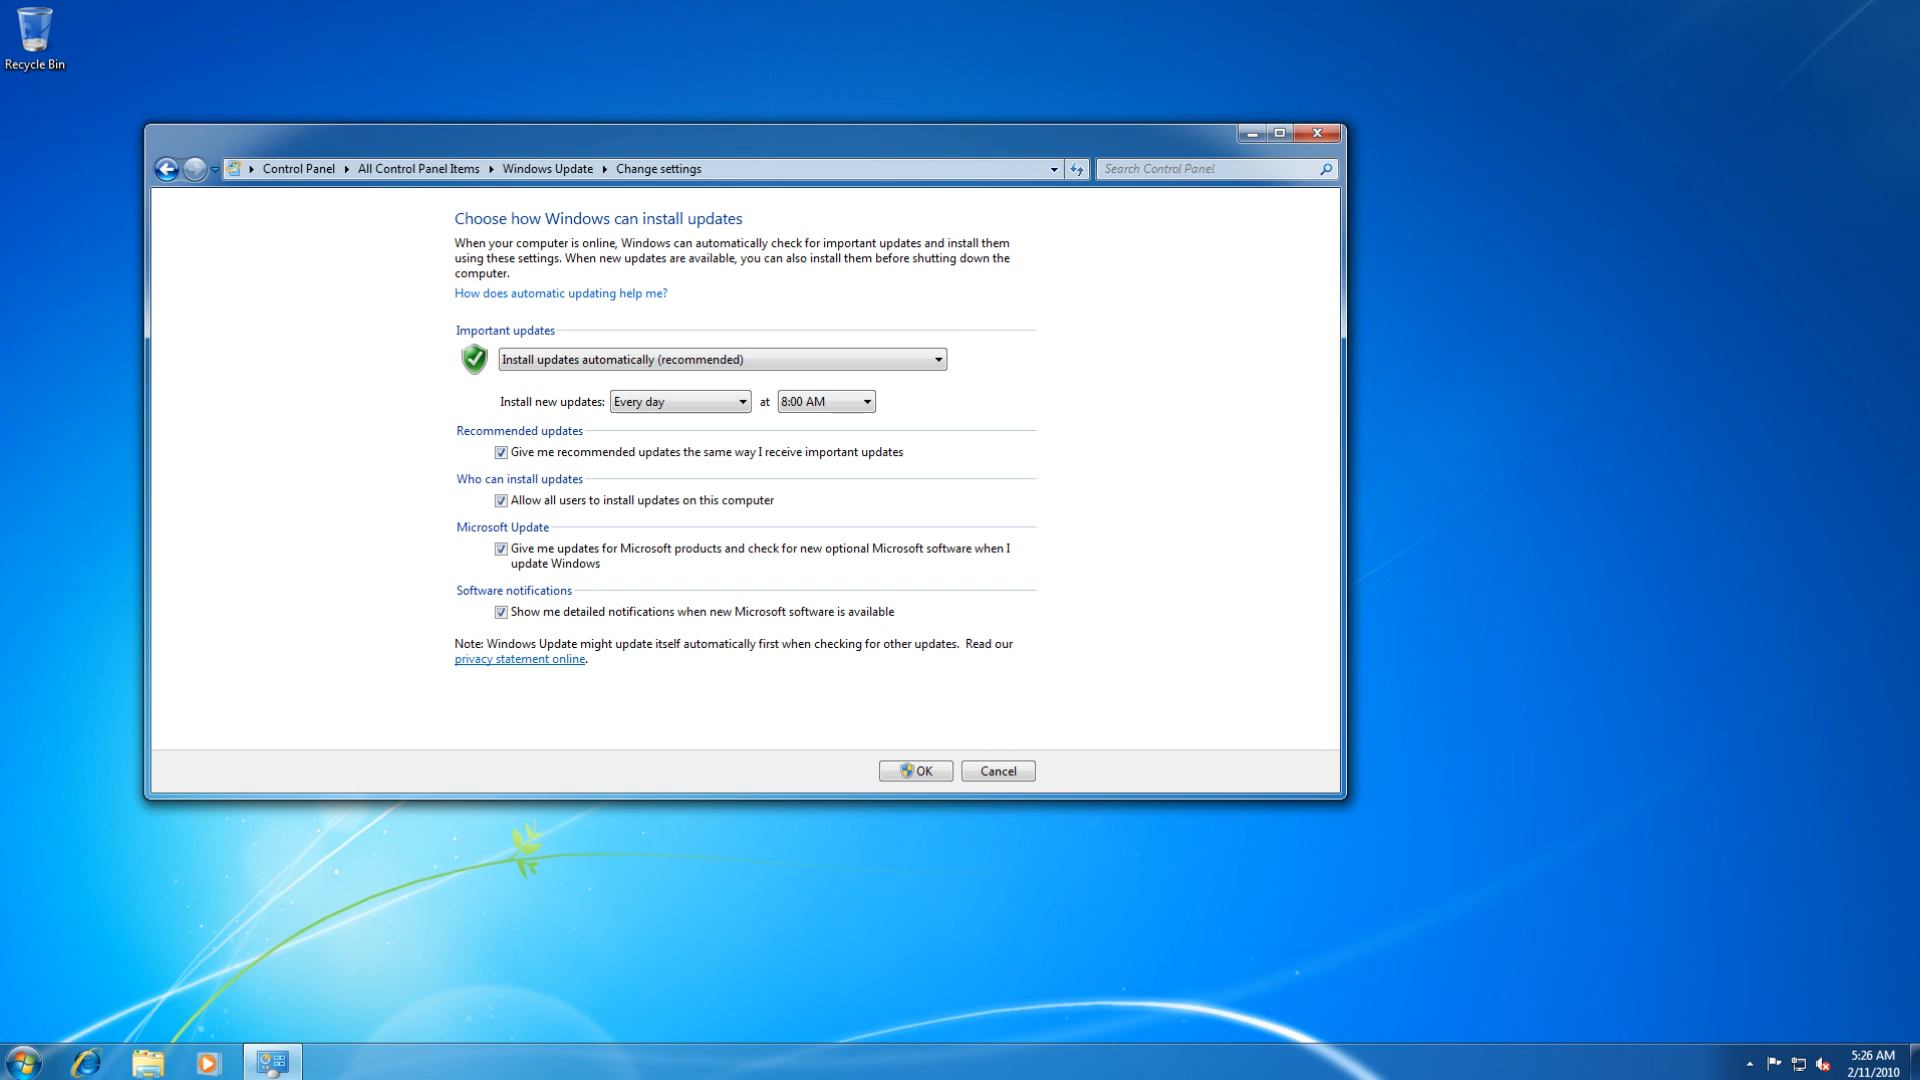 Recycle Bin
Control Panel All Control Panel Items Windows Update Change settings
Search Control Panel
Choose how Windows can install updates
When your computer is online, Windows can automatically check for important updates and install them
using these settings. When new updates are available, you can also install them before shutting down the
computer.
How does automatic updating help me?
Important updates
Install updates automatically (recommended)
Install new updates: Every day at 8:00 AM
Recommended updates
Give me recommended updates the same way I receive important updates
Who can install updates
Allow all users to install updates on this computer
Microsoft Update
Give me updates for Microsoft products and check for new optional Microsoft software when I
update Windows
Software notifications
Show me detailed notifications when new Microsoft software is available
Note: Windows Update might update itself automatically first when checking for other updates. Read our
privacy statement online.
OK Cancel
5:26 AM
2/11/2010